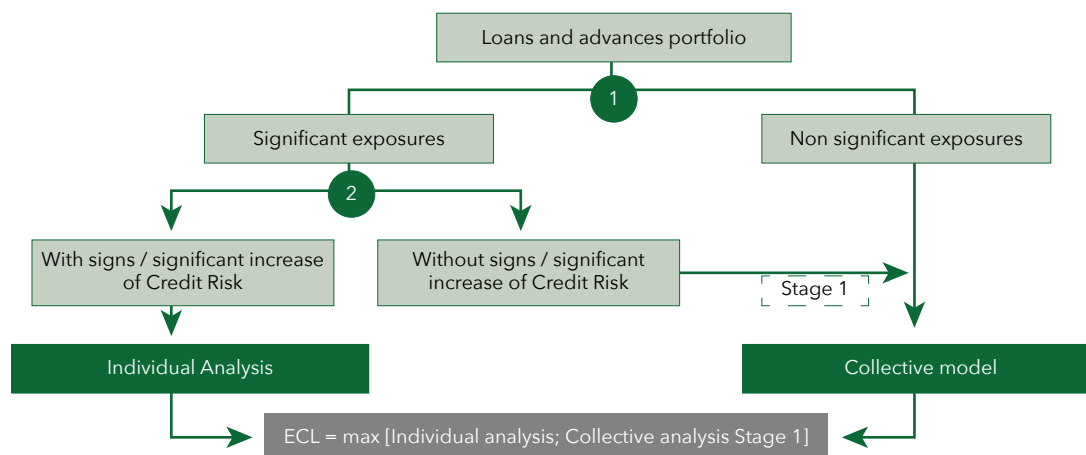 Loans and advances portfolio
1
Significant exposures
Non significant exposures
2
With signs / significant increase
of Credit Risk
Without signs / significant
increase of Credit Risk
Stage 1
Individual Analysis
Collective model
ECL = max [Individual analysis; Collective analysis Stage 1]